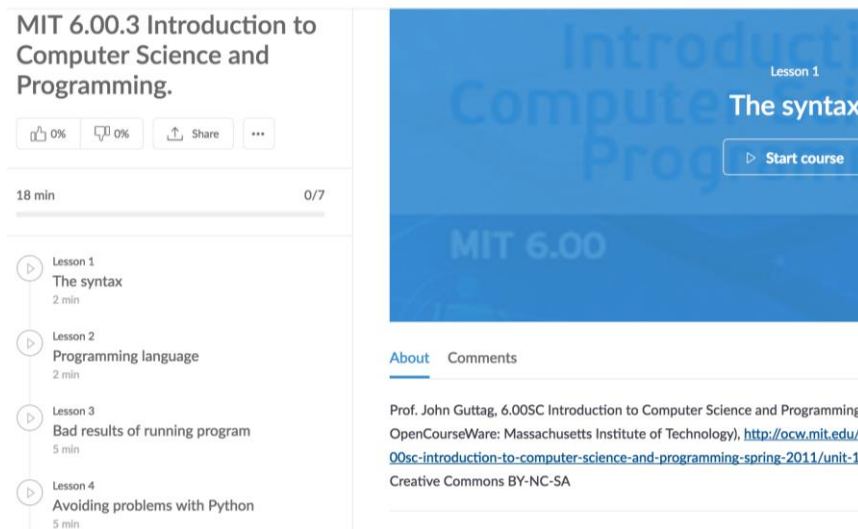 MIT 6.00.3 Introduction to
Computer Science and
Programming.
0%
0%
Share
18 min
0/7
Lesson 1
The syntax
2 min
Lesson 2
Programming language
2 min
Lesson 3
Bad results of running program
5 min
Lesson 4
Avoiding problems with Python
5 min
Introducti
Computer Sci
Progr
MIT 6.00
Lesson 1
The syntax
Start course
About
Comments
Prof. John Guttag, 6.00SC Introduction to Computer Science and Programming
OpenCourseWare: Massachusetts Institute of Technology), http://ocw.mit.edu/
00sc-introduction-to-computer-science-and-programming-spring-2011/unit-1
Creative Commons BY-NC-SA